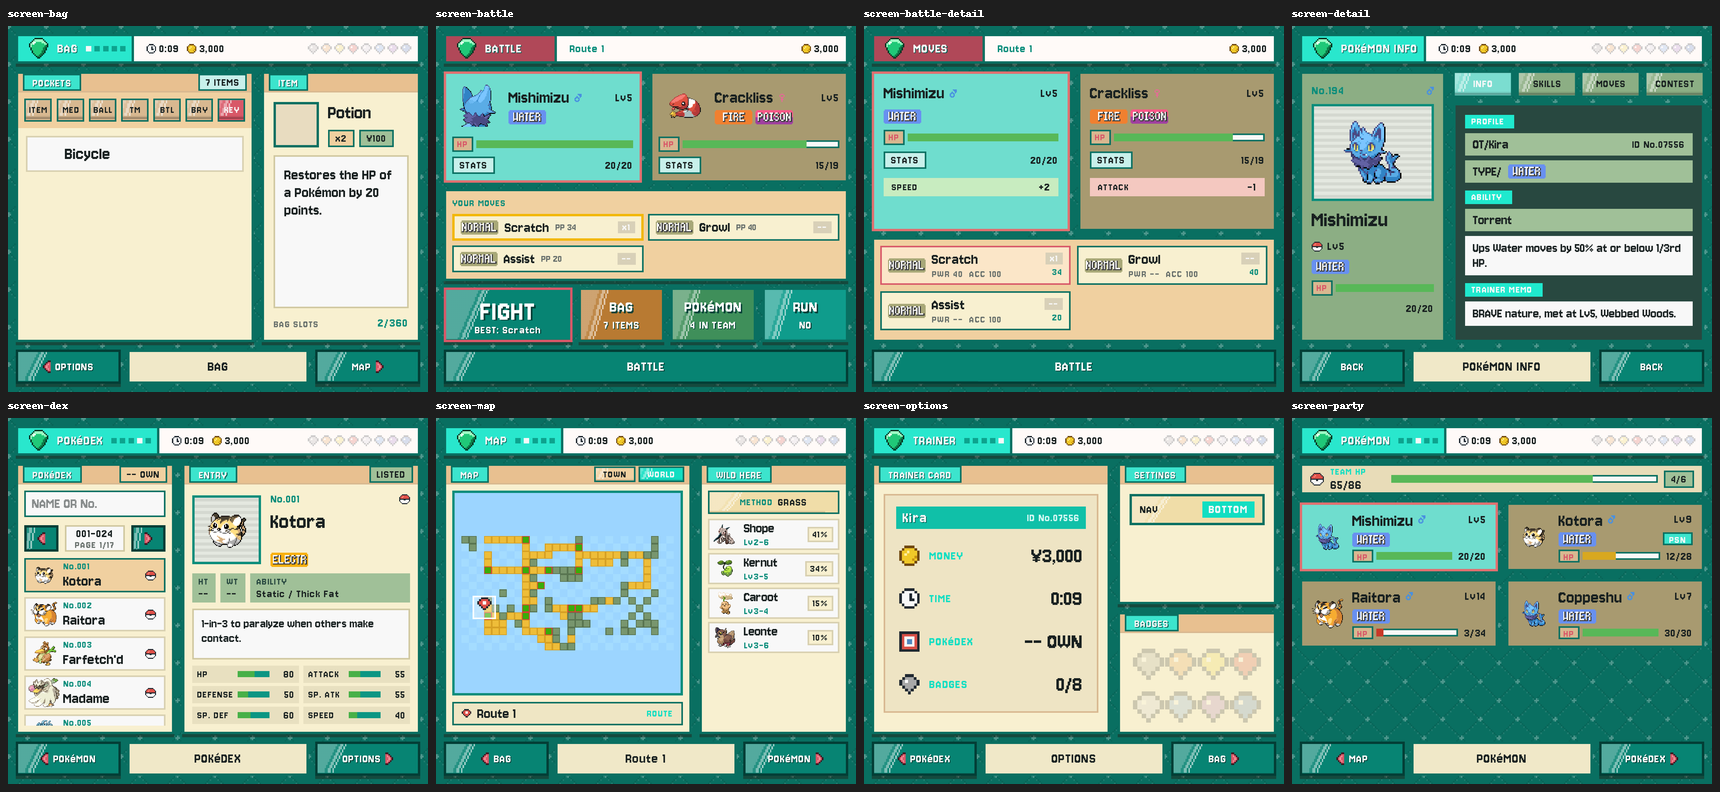 screen-bag
BAG
0:09
3,000
POCKETS
7 ITEMS
ITEM
MED
BALL
TM
BTL
BRY
KEY
Bicycle
ITEM
Potion
x2
¥100
Restores the HP of
a Pokémon by 20
points.
BAG SLOTS
2/360
OPTIONS
BAG
MAP
screen-battle
BATTLE
Route 1
3,000
Mishimizu ♂
Lv5
WATER
HP
STATS
20/20
Crackliss
Lv5
FIRE
POISON
HP
STATS
15/19
YOUR MOVES
NORMAL
Scratch
PP 34
x1
NORMAL
Growl
PP 40
--
NORMAL
Assist
PP 20
--
FIGHT
BEST: Scratch
BAG
7 ITEMS
POKéMON
4 IN TEAM
RUN
NO
BATTLE
screen-battle-detail
MOVES
Route 1
3,000
Mishimizu ♂
Lv5
WATER
HP
STATS
20/20
SPEED
+2
Crackliss
Lv5
FIRE
POISON
HP
STATS
15/19
ATTACK
-1
NORMAL
Scratch
x1
PWR 40 ACC 100
34
NORMAL
Growl
--
PWR -- ACC 100
40
NORMAL
Assist
--
PWR -- ACC 100
20
BATTLE
screen-detail
POKéMON INFO
0:09
3,000
No.194
♂
Mishimizu
Lv5
WATER
HP
20/20
INFO
SKILLS
MOVES
CONTEST
PROFILE
OT/Kira
ID No.07556
TYPE/
WATER
ABILITY
Torrent
Ups Water moves by 50% at or below 1/3rd
HP.
TRAINER MEMO
BRAVE nature, met at Lv5, Webbed Woods.
BACK
POKéMON INFO
BACK
screen-dex
POKéDEX
0:09
3,000
POKéDEX
-- OWN
NAME OR No.
001-024
PAGE 1/17
No.001
Kotora
No.002
Raitora
No.003
Farfetch'd
No.004
Madame
No.005
ENTRY
LISTED
No.001
Kotora
ELECTR
HT
--
WT
--
ABILITY
Static / Thick Fat
1-in-3 to paralyze when others make
contact.
HP
80
ATTACK
55
DEFENSE
50
SP. ATK
55
SP. DEF
60
SPEED
40
POKéMON
POKéDEX
OPTIONS
screen-map
MAP
0:09
3,000
MAP
TOWN
WORLD
Route 1
ROUTE
WILD HERE
METHOD GRASS
Shope
Lv2-6
41%
Kernut
Lv3-5
34%
Caroot
Lv3-4
15%
Leonte
Lv3-6
10%
BAG
Route 1
POKéMON
screen-options
TRAINER
0:09
3,000
TRAINER CARD
Kira
ID No.07556
MONEY
¥3,000
TIME
0:09
POKéDEX
-- OWN
BADGES
0/8
SETTINGS
NAV
BOTTOM
BADGES
POKéDEX
OPTIONS
BAG
screen-party
POKéMON
0:09
3,000
TEAM HP
65/86
4/6
Mishimizu ♂
Lv5
WATER
HP
20/20
Kotora ♂
Lv9
WATER
PSN
HP
12/28
Raitora ♂
Lv14
WATER
HP
3/34
Coppeshu ♂
Lv7
WATER
HP
30/30
MAP
POKéMON
POKéDEX